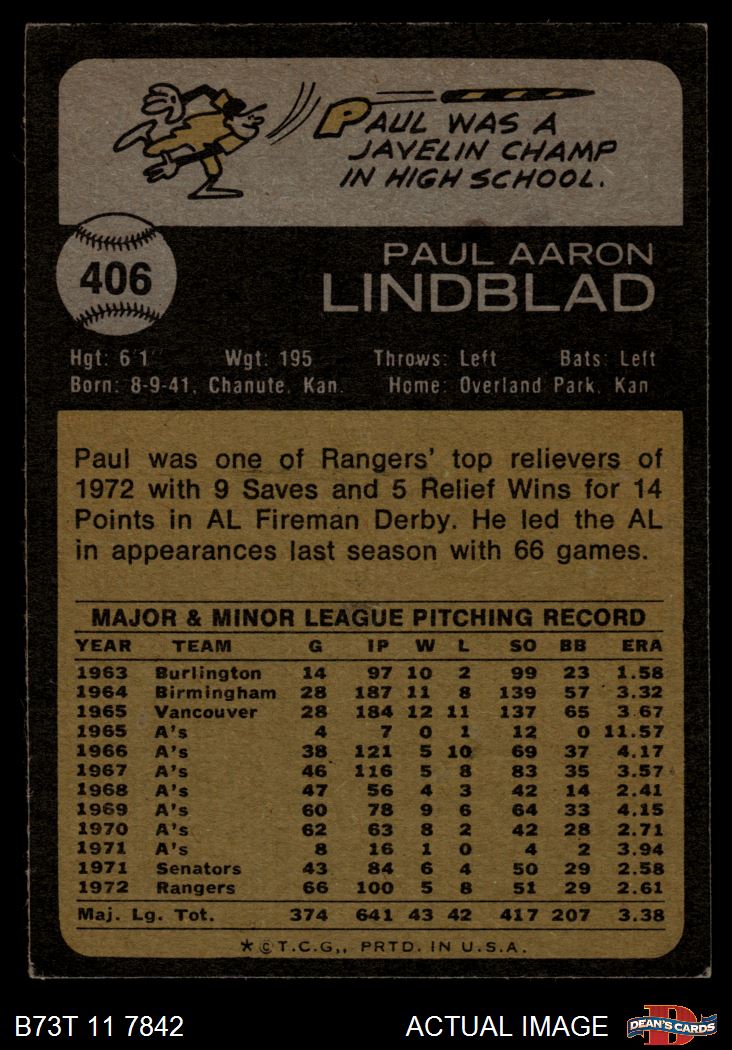 PAUL WAS A
JAVELIN CHAMP
IN HIGH SCHOOL.
406
PAUL AARON
LINDBLAD
Hgt: 6'1 Wgt: 195 Throws: Left Bats: Left
Born: 8-9-41, Chanute, Kan. Home: Overland Park, Kan
Paul was one of Rangers' top relievers of
1972 with 9 Saves and 5 Relief Wins for 14
Points in AL Fireman Derby. He led the AL
in appearances last season with 66 games.
MAJOR & MINOR LEAGUE PITCHING RECORD
YEAR TEAM G IP W L SO BB ERA
1963 Burlington 14 97 10 2 99 23 1.58
1964 Birmingham 28 187 11 8 139 57 3.32
1965 Vancouver 28 184 12 11 137 65 3.67
1965 A's 4 7 0 1 12 0 11.57
1966 A's 38 121 5 10 69 37 4.17
1967 A's 46 116 5 8 83 35 3.57
1968 A's 47 56 4 3 42 14 2.41
1969 A's 60 78 9 6 64 33 4.15
1970 A's 62 63 8 2 42 28 2.71
1971 A's 8 16 1 0 4 2 3.94
1971 Senators 43 84 6 4 50 29 2.58
1972 Rangers 66 100 5 8 51 29 2.61
Maj. Lg. Tot. 374 641 43 42 417 207 3.38
*©T.C.G., PRTD. IN U.S.A.
B73T 11 7842 ACTUAL IMAGE DEAN'S CARDS